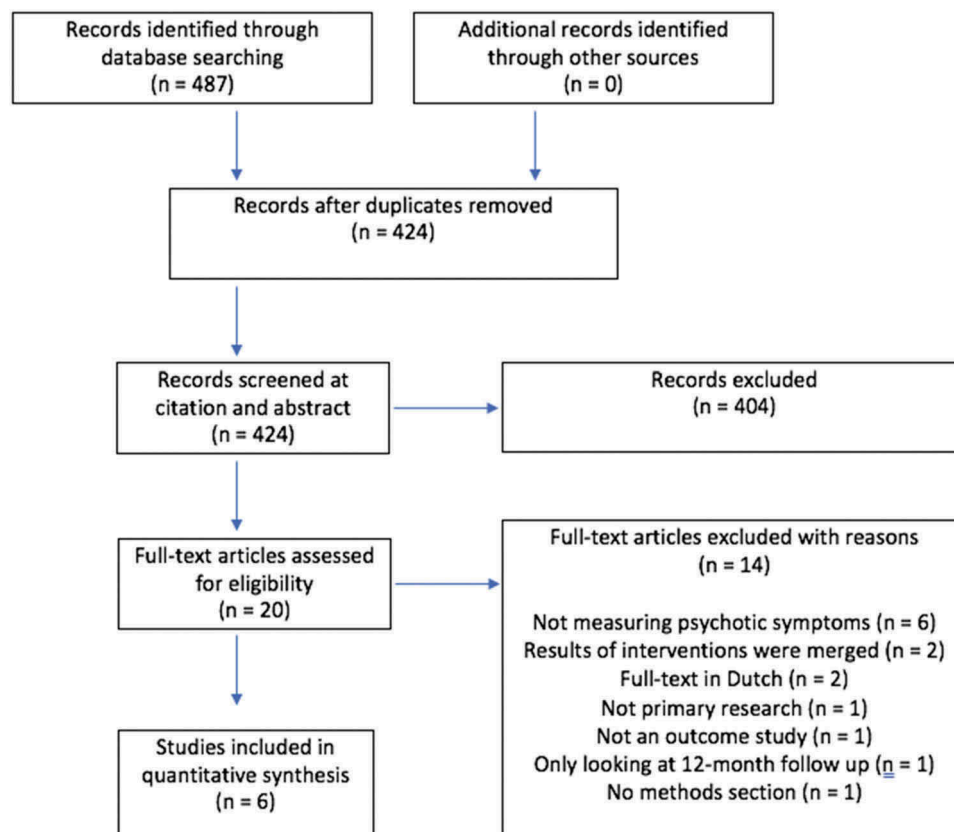 Records identified through
database searching
(n = 487)
Additional records identified
through other sources
(n = 0)
Records after duplicates removed
(n = 424)
Records screened at
citation and abstract
(n = 424)
Records excluded
(n = 404)
Full-text articles assessed
for eligibility
(n = 20)
Full-text articles excluded with reasons
(n = 14)
Not measuring psychotic symptoms (n = 6)
Results of interventions were merged (n = 2)
Full-text in Dutch (n = 2)
Not primary research (n = 1)
Not an outcome study (n = 1)
Only looking at 12-month follow up (n = 1)
No methods section (n = 1)
Studies included in
quantitative synthesis
(n = 6)